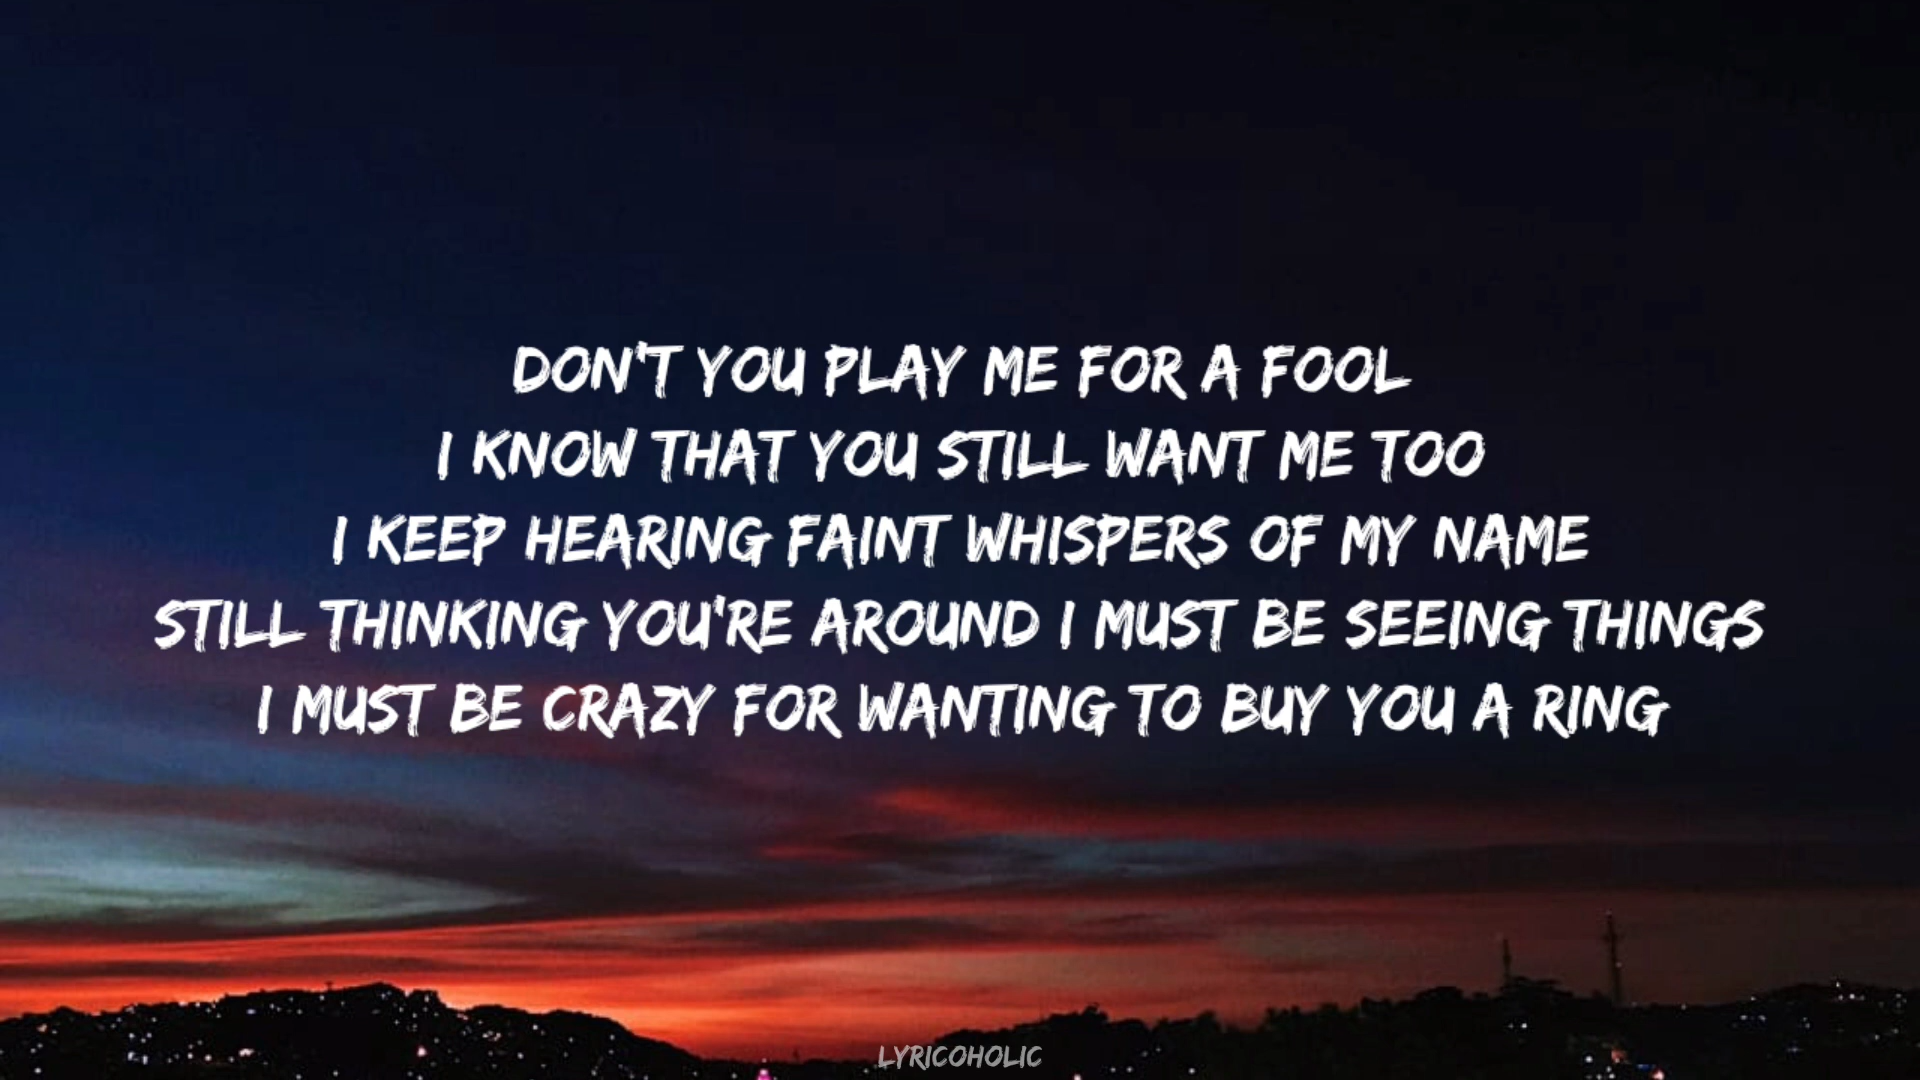 DON'T YOU PLAY ME FOR A FOOL
I KNOW THAT YOU STILL WANT ME TOO
I KEEP HEARING FAINT WHISPERS OF MY NAME
STILL THINKING YOU'RE AROUND I MUST BE SEEING THINGS
I MUST BE CRAZY FOR WANTING TO BUY YOU A RING
LYRICOHOLIC